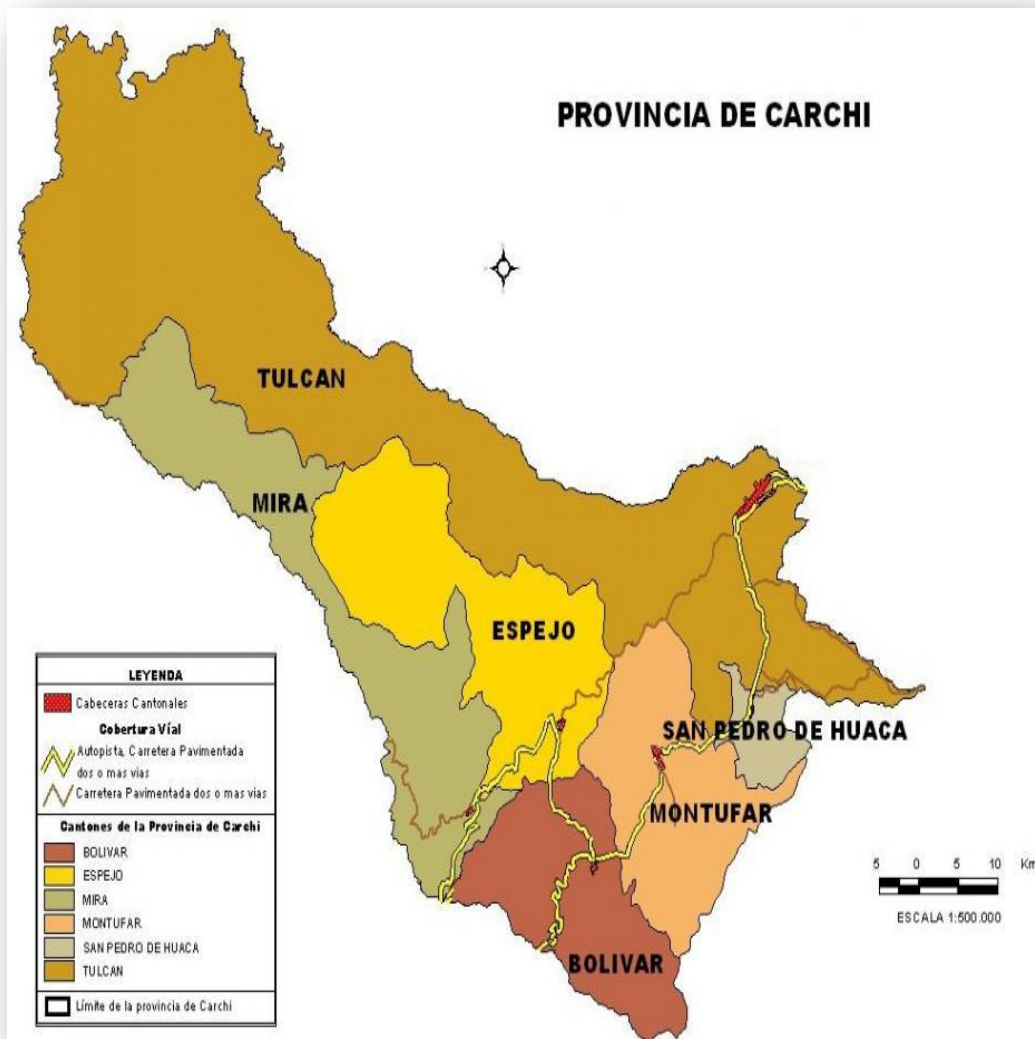 PROVINCIA DE CARCHI
TULCAN
MIRA
ESPEJO
SAN PEDRO DE HUACA
MONTUFAR
BOLIVAR
LEYENDA
Cabeceras Cantonales
Cobertura Víal
Autopista, Carretera Pavimentada
dos o mas vías
Carretera Pavimentada dos o mas vias
Cantones de la Provincia de Carchi
BOLIVAR
ESPEJO
MIRA
MONTUFAR
SAN PEDRO DE HUACA
TULCAN
Límite de la provincia de Carchi
5 0 5 10 Km
ESCALA 1:500.000